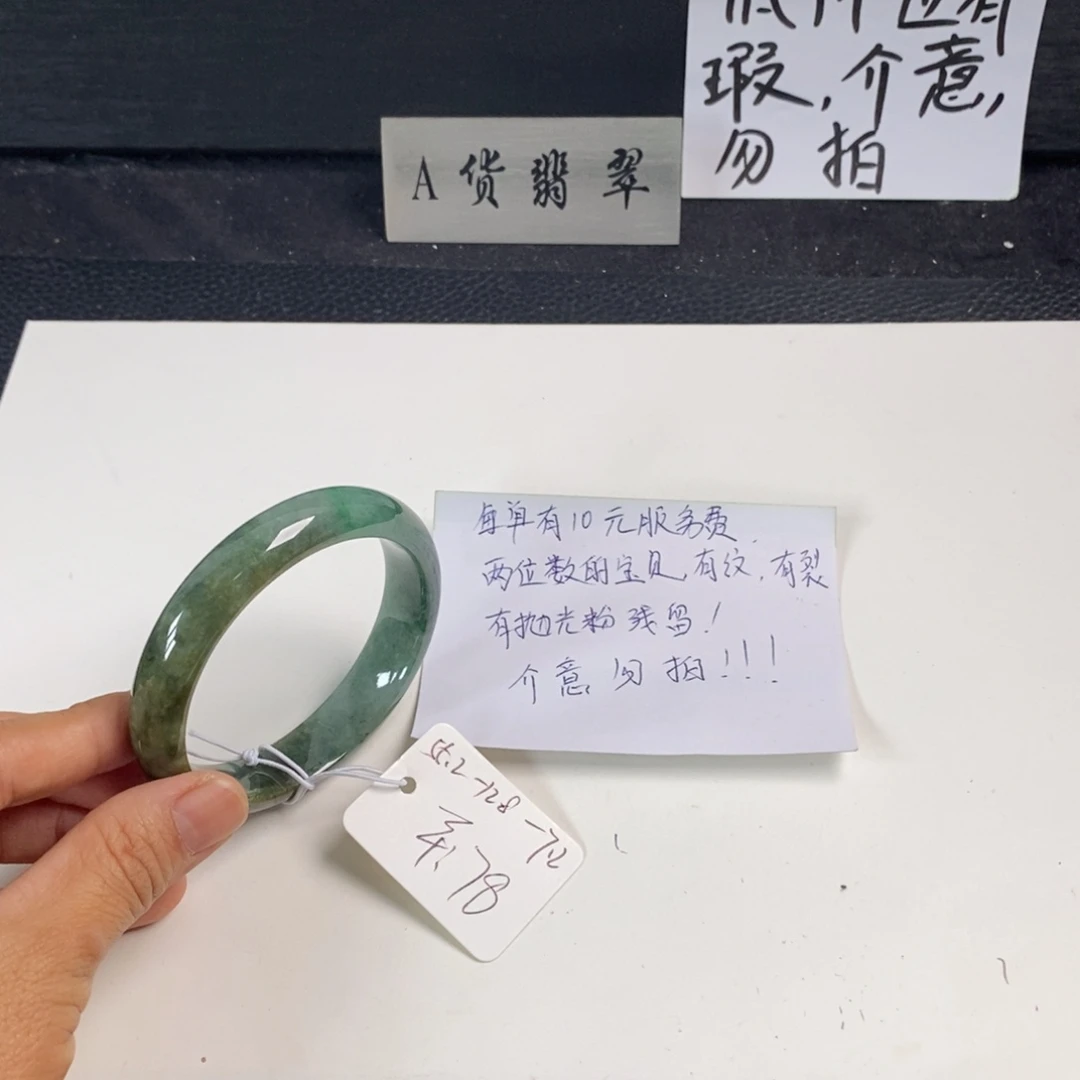 瑕,介意,
勿拍
A货翡翠
每单有10元服务费
两位数的宝贝,有纹,有裂
有抛光粉残留!
介意勿拍!!!
78